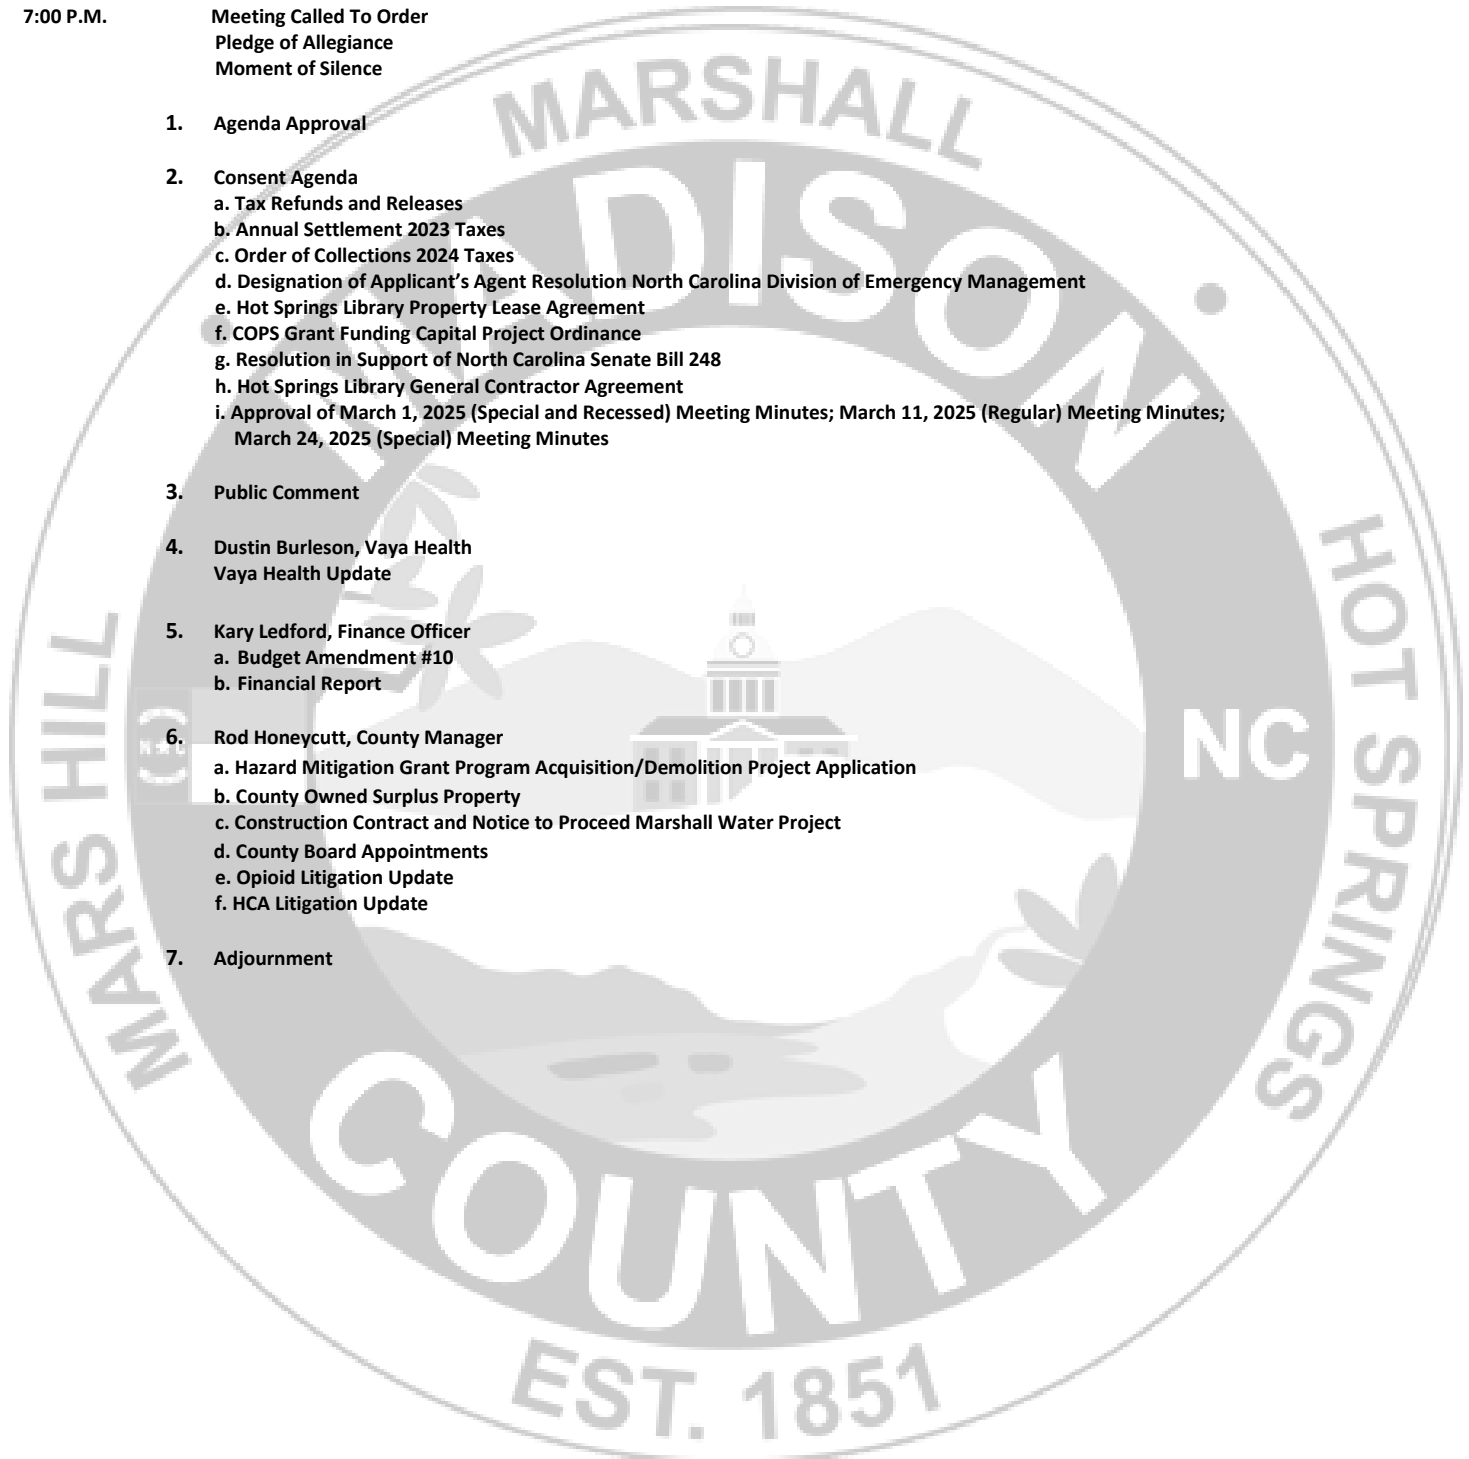 7:00 P.M. Meeting Called To Order
Pledge of Allegiance
Moment of Silence
1. Agenda Approval
2. Consent Agenda
a. Tax Refunds and Releases
b. Annual Settlement 2023 Taxes
c. Order of Collections 2024 Taxes
d. Designation of Applicant’s Agent Resolution North Carolina Division of Emergency Management
e. Hot Springs Library Property Lease Agreement
f. COPS Grant Funding Capital Project Ordinance
g. Resolution in Support of North Carolina Senate Bill 248
h. Hot Springs Library General Contractor Agreement
i. Approval of March 1, 2025 (Special and Recessed) Meeting Minutes; March 11, 2025 (Regular) Meeting Minutes;
March 24, 2025 (Special) Meeting Minutes
3. Public Comment
4. Dustin Burleson, Vaya Health
Vaya Health Update
5. Kary Ledford, Finance Officer
a. Budget Amendment #10
b. Financial Report
6. Rod Honeycutt, County Manager
a. Hazard Mitigation Grant Program Acquisition/Demolition Project Application
b. County Owned Surplus Property
c. Construction Contract and Notice to Proceed Marshall Water Project
d. County Board Appointments
e. Opioid Litigation Update
f. HCA Litigation Update
7. Adjournment
MARSHALL
MADISON
MARS HILL
HOT SPRINGS
N★C
NC
COUNTY
EST. 1851